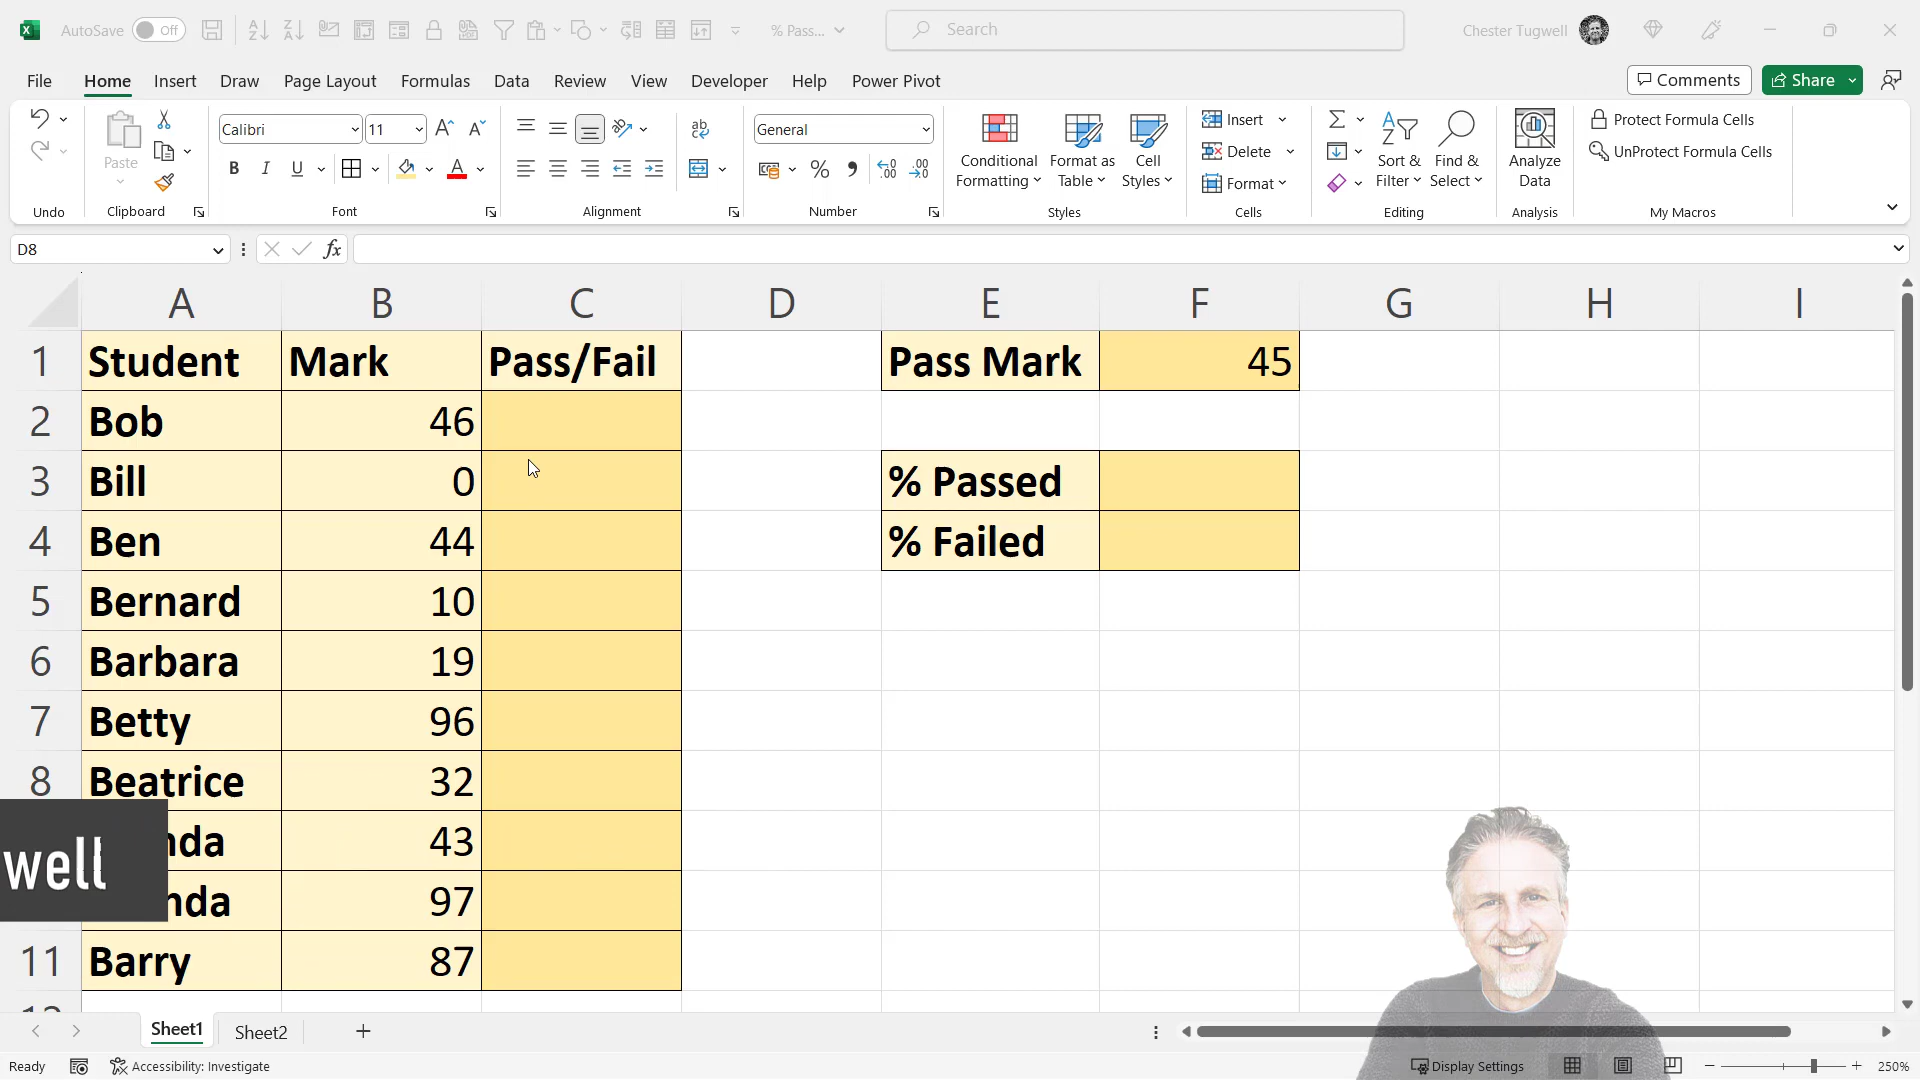 AutoSave Off % Pass... Search Chester Tugwell
File Home Insert Draw Page Layout Formulas Data Review View Developer Help Power Pivot Comments Share
Calibri 11 General Insert Protect Formula Cells
Paste B I U % Conditional Formatting Format as Table Cell Styles Delete Sort & Filter Find & Select Analyze Data UnProtect Formula Cells
Format
Undo Clipboard Font Alignment Number Styles Cells Editing Analysis My Macros
D8 fx
A B C D E F G H I
1 Student Mark Pass/Fail Pass Mark 45
2 Bob 46
3 Bill 0 % Passed
4 Ben 44 % Failed
5 Bernard 10
6 Barbara 19
7 Betty 96
8 Beatrice 32
well nda 43
nda 97
11 Barry 87
Sheet1 Sheet2
Ready Accessibility: Investigate Display Settings 250%